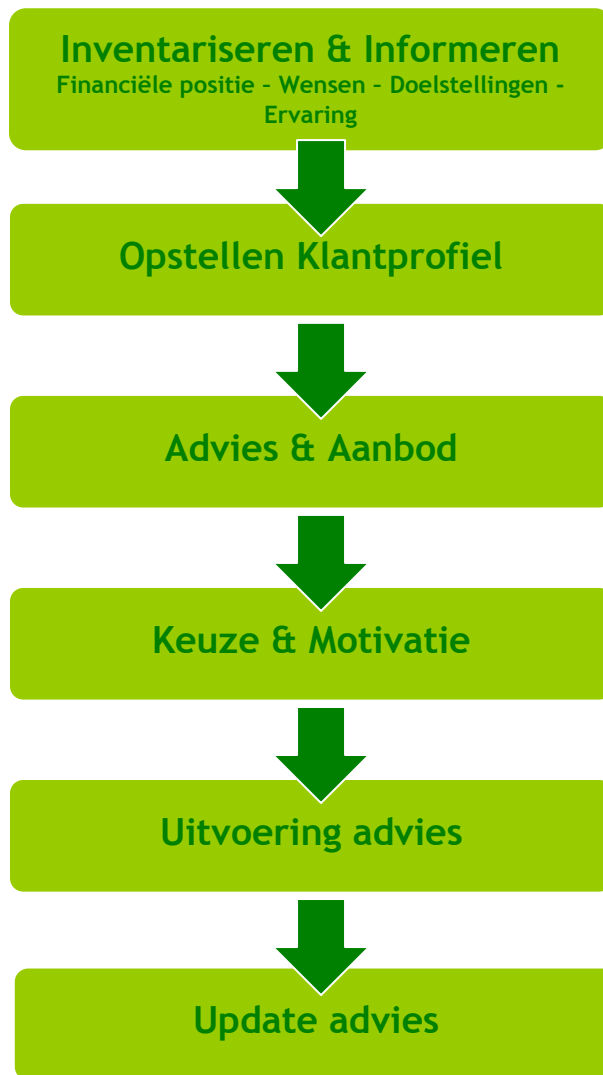 Inventariseren & Informeren
Financiële positie – Wensen – Doelstellingen -
Ervaring
Opstellen Klantprofiel
Advies & Aanbod
Keuze & Motivatie
Uitvoering advies
Update advies